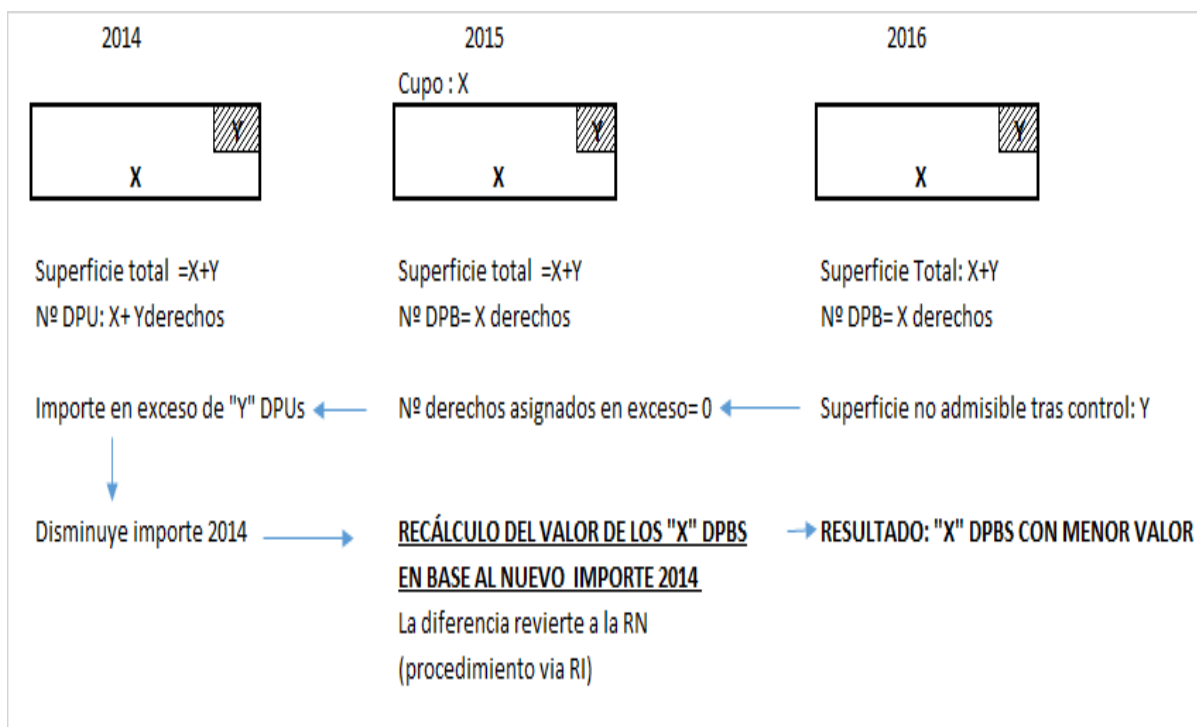 2014
2015
2016
Cupo : X
Y
X
Y
X
Y
X
Superficie total =X+Y
Nº DPU: X+ Yderechos
Superficie total =X+Y
Nº DPB= X derechos
Superficie Total: X+Y
Nº DPB= X derechos
Importe en exceso de "Y" DPUs
Nº derechos asignados en exceso= 0
Superficie no admisible tras control: Y
Disminuye importe 2014
RECÁLCULO DEL VALOR DE LOS "X" DPBS
EN BASE AL NUEVO IMPORTE 2014
La diferencia revierte a la RN
(procedimiento via RI)
RESULTADO: "X" DPBS CON MENOR VALOR